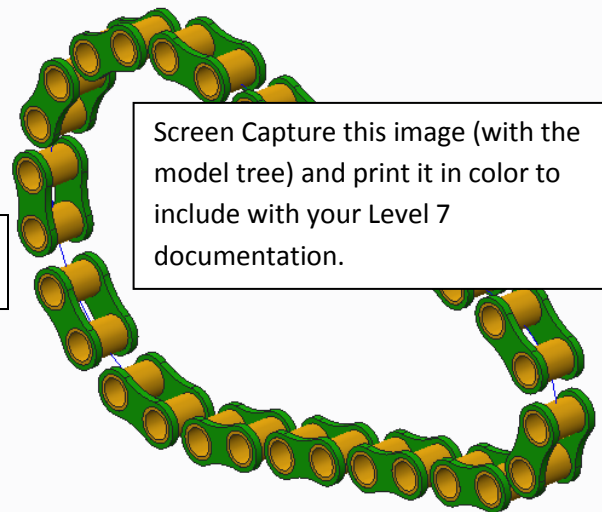 Screen Capture this image (with the
model tree) and print it in color to
include with your Level 7
documentation.